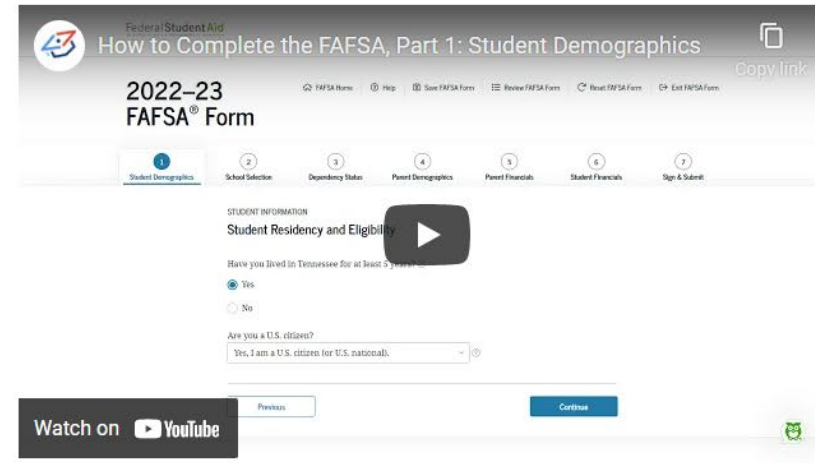 Federal Student Aid
How to Complete the FAFSA, Part 1: Student Demographics
Copy link
2022–23
FAFSA® Form
FAFSA Home
Help
Save FAFSA Form
Review FAFSA Form
Reset FAFSA Form
Exit FAFSA Form
1
2
3
4
5
6
7
Student Demographics
School Selection
Dependency Status
Parent Demographics
Parent Financials
Student Financials
Sign & Submit
STUDENT INFORMATION
Student Residency and Eligibility
Have you lived in Tennessee for at least 5 years?
Yes
No
Are you a U.S. citizen?
Yes, I am a U.S. citizen (or U.S. national).
Previous
Continue
Watch on YouTube